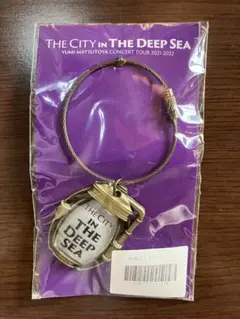 THE CITY IN THE DEEP SEA
YUMI MATSUTOYA CONCERT TOUR 2021-2022
THE CITY
IN
THE
DEEP
SEA